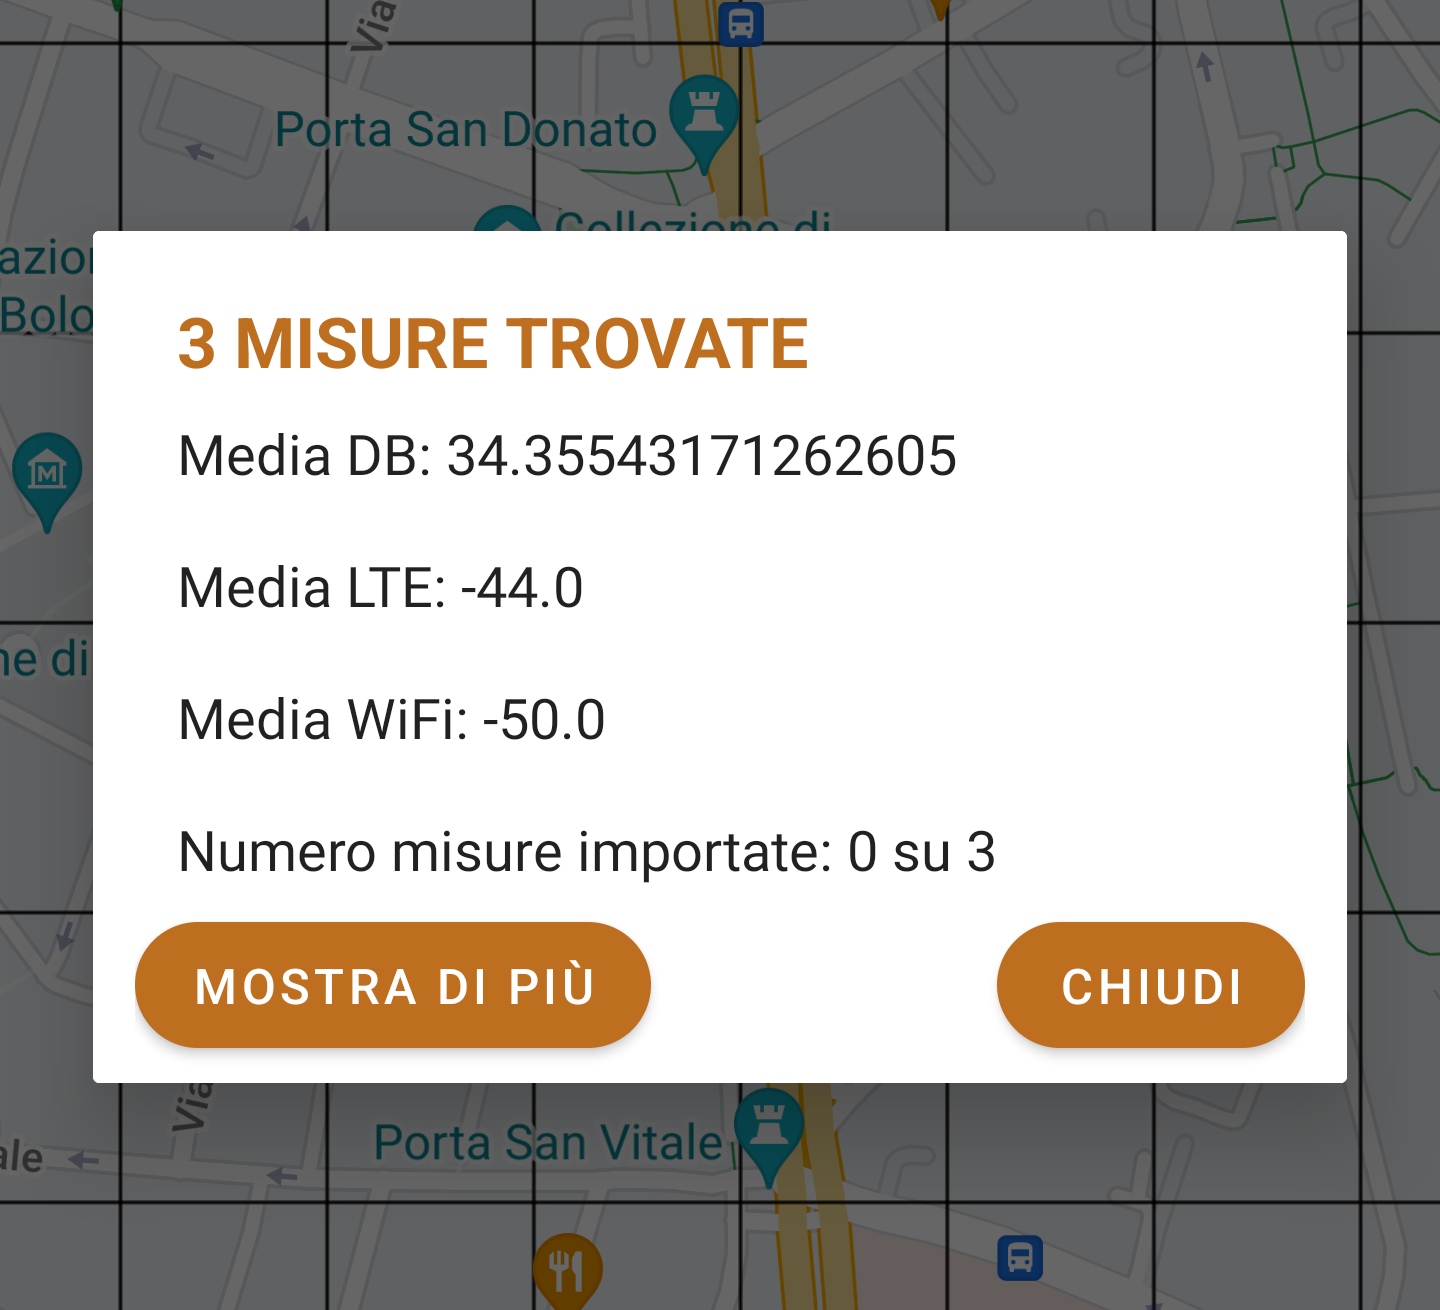 Via
Porta San Donato
Collezione di
azion
Bolo
3 MISURE TROVATE
Media DB: 34.35543171262605
Media LTE: -44.0
ne di
Media WiFi: -50.0
Numero misure importate: 0 su 3
MOSTRA DI PIÙ
CHIUDI
Via
Porta San Vitale
ale